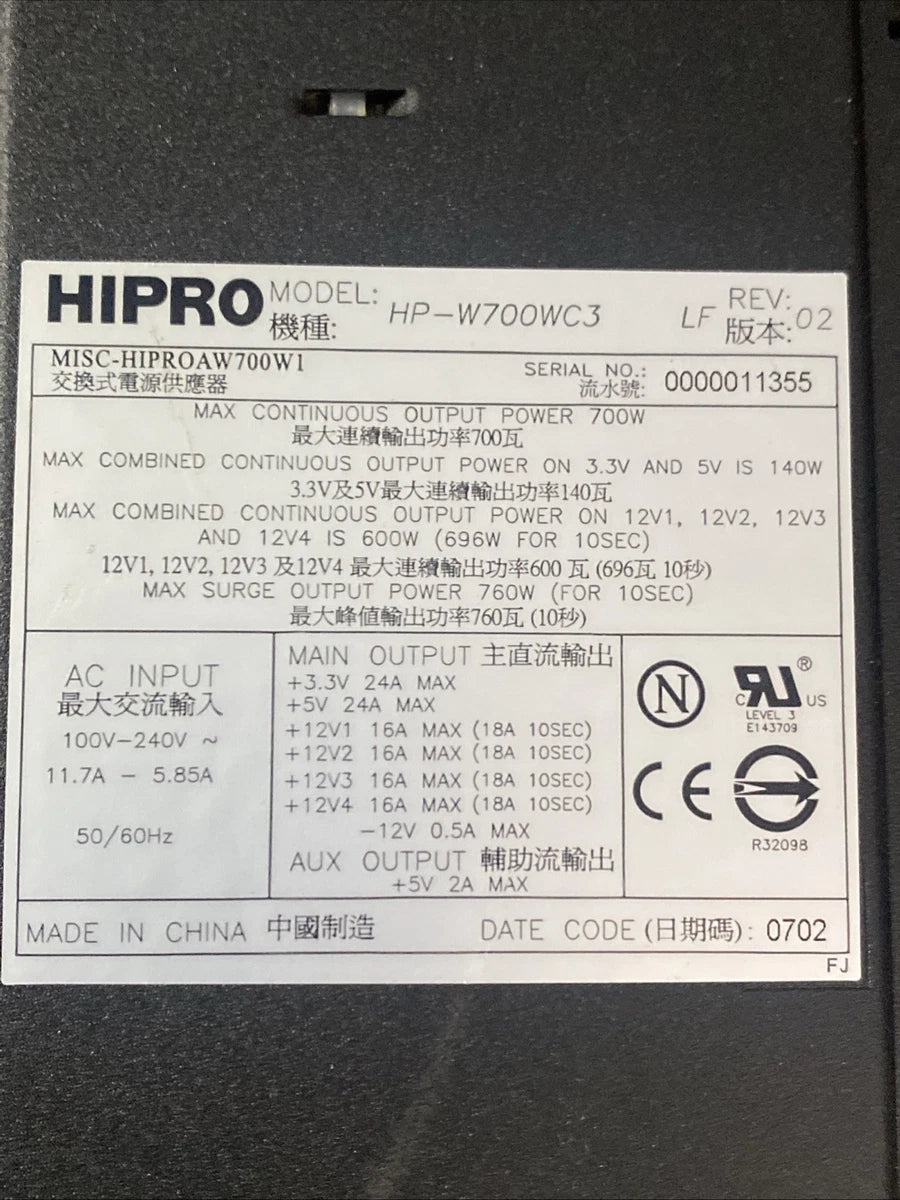 HIPRO MODEL: HP-W700WC3 LF REV: 02
機種: 版本:
MISC-HIPROAW700W1 SERIAL NO.: 0000011355
交換式電源供應器 流水號:
MAX CONTINUOUS OUTPUT POWER 700W
最大連續輸出功率700瓦
MAX COMBINED CONTINUOUS OUTPUT POWER ON 3.3V AND 5V IS 140W
3.3V及5V最大連續輸出功率140瓦
MAX COMBINED CONTINUOUS OUTPUT POWER ON 12V1, 12V2, 12V3
AND 12V4 IS 600W (696W FOR 10SEC)
12V1, 12V2, 12V3 及12V4 最大連續輸出功率600 瓦 (696瓦 10秒)
MAX SURGE OUTPUT POWER 760W (FOR 10SEC)
最大峰值輸出功率760瓦 (10秒)
AC INPUT
最大交流輸入
100V-240V ~
11.7A - 5.85A
50/60Hz
MAIN OUTPUT 主直流輸出
+3.3V 24A MAX
+5V 24A MAX
+12V1 16A MAX (18A 10SEC)
+12V2 16A MAX (18A 10SEC)
+12V3 16A MAX (18A 10SEC)
+12V4 16A MAX (18A 10SEC)
-12V 0.5A MAX
AUX OUTPUT 輔助流輸出
+5V 2A MAX
N
c RU ® US
LEVEL 3
E143709
CE
R32098
MADE IN CHINA 中國制造 DATE CODE (日期碼): 0702
FJ